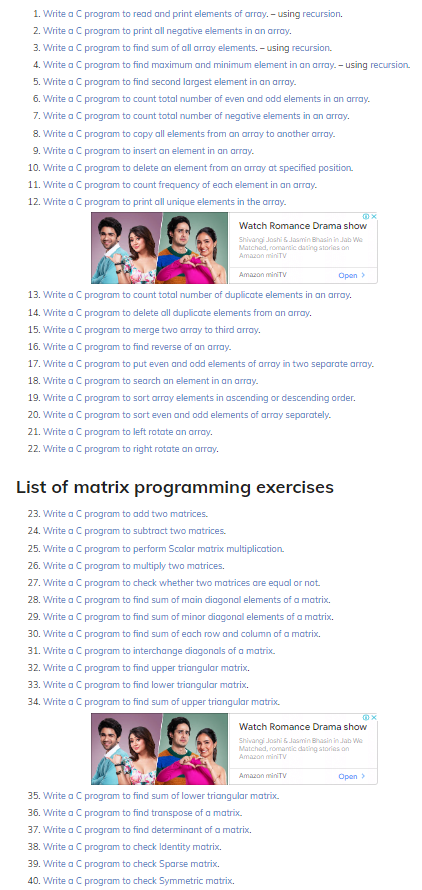 1. Write a C program to read and print elements of array. – using recursion.
2. Write a C program to print all negative elements in an array.
3. Write a C program to find sum of all array elements. – using recursion.
4. Write a C program to find maximum and minimum element in an array. – using recursion.
5. Write a C program to find second largest element in an array.
6. Write a C program to count total number of even and odd elements in an array.
7. Write a C program to count total number of negative elements in an array.
8. Write a C program to copy all elements from an array to another array.
9. Write a C program to insert an element in an array.
10. Write a C program to delete an element from an array at specified position.
11. Write a C program to count frequency of each element in an array.
12. Write a C program to print all unique elements in the array.
Watch Romance Drama show
Shivangi Joshi & Jasmin Bhasin in Jab We
Matched, romantic dating stories on
Amazon miniTV
Amazon miniTV Open >
13. Write a C program to count total number of duplicate elements in an array.
14. Write a C program to delete all duplicate elements from an array.
15. Write a C program to merge two array to third array.
16. Write a C program to find reverse of an array.
17. Write a C program to put even and odd elements of array in two separate array.
18. Write a C program to search an element in an array.
19. Write a C program to sort array elements in ascending or descending order.
20. Write a C program to sort even and odd elements of array separately.
21. Write a C program to left rotate an array.
22. Write a C program to right rotate an array.
List of matrix programming exercises
23. Write a C program to add two matrices.
24. Write a C program to subtract two matrices.
25. Write a C program to perform Scalar matrix multiplication.
26. Write a C program to multiply two matrices.
27. Write a C program to check whether two matrices are equal or not.
28. Write a C program to find sum of main diagonal elements of a matrix.
29. Write a C program to find sum of minor diagonal elements of a matrix.
30. Write a C program to find sum of each row and column of a matrix.
31. Write a C program to interchange diagonals of a matrix.
32. Write a C program to find upper triangular matrix.
33. Write a C program to find lower triangular matrix.
34. Write a C program to find sum of upper triangular matrix.
Watch Romance Drama show
Shivangi Joshi & Jasmin Bhasin in Jab We
Matched, romantic dating stories on
Amazon miniTV
Amazon miniTV Open >
35. Write a C program to find sum of lower triangular matrix.
36. Write a C program to find transpose of a matrix.
37. Write a C program to find determinant of a matrix.
38. Write a C program to check Identity matrix.
39. Write a C program to check Sparse matrix.
40. Write a C program to check Symmetric matrix.